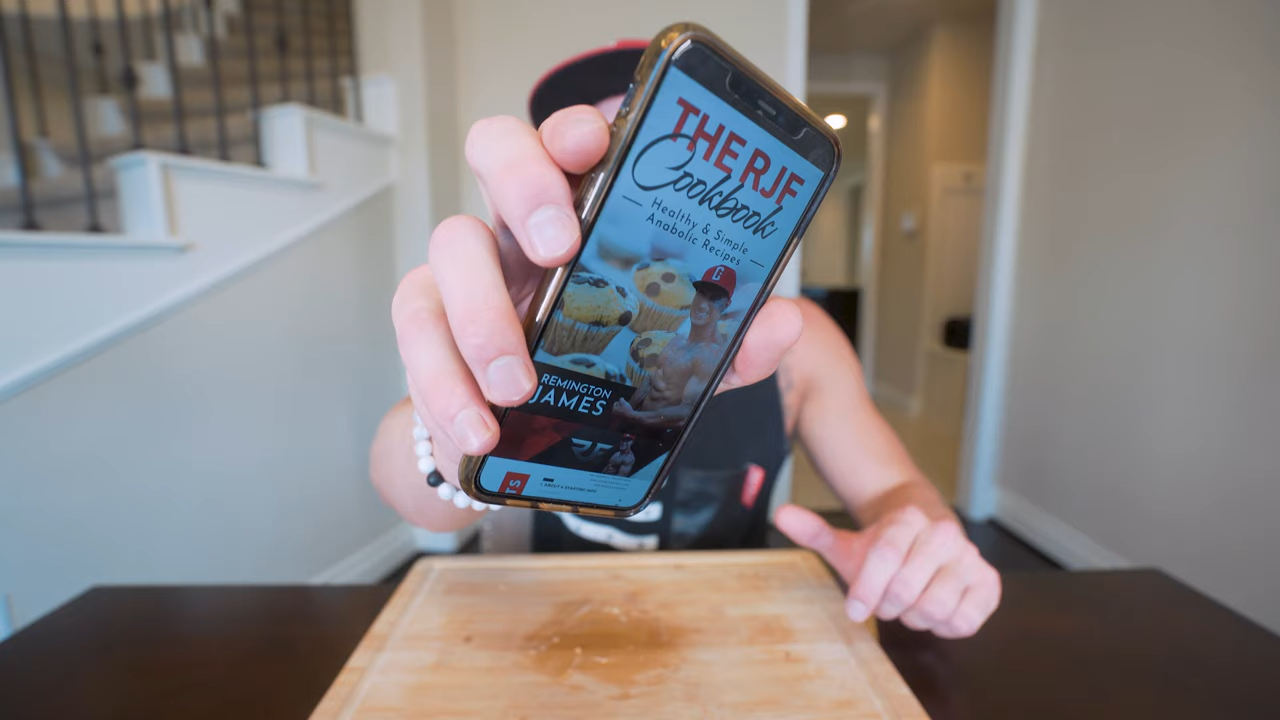 THE RJF
Cookbook
Healthy & Simple
Anabolic Recipes
REMINGTON
JAMES